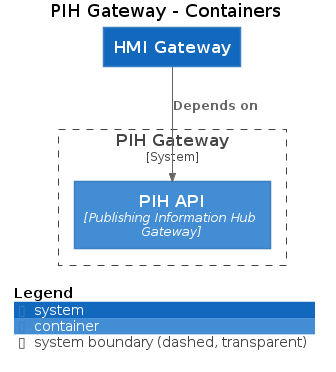 PIH Gateway - Containers
HMI Gateway
Depends on
PIH Gateway
[System]
PIH API
[Publishing Information Hub
Gateway]
Legend
system
container
system boundary (dashed, transparent)